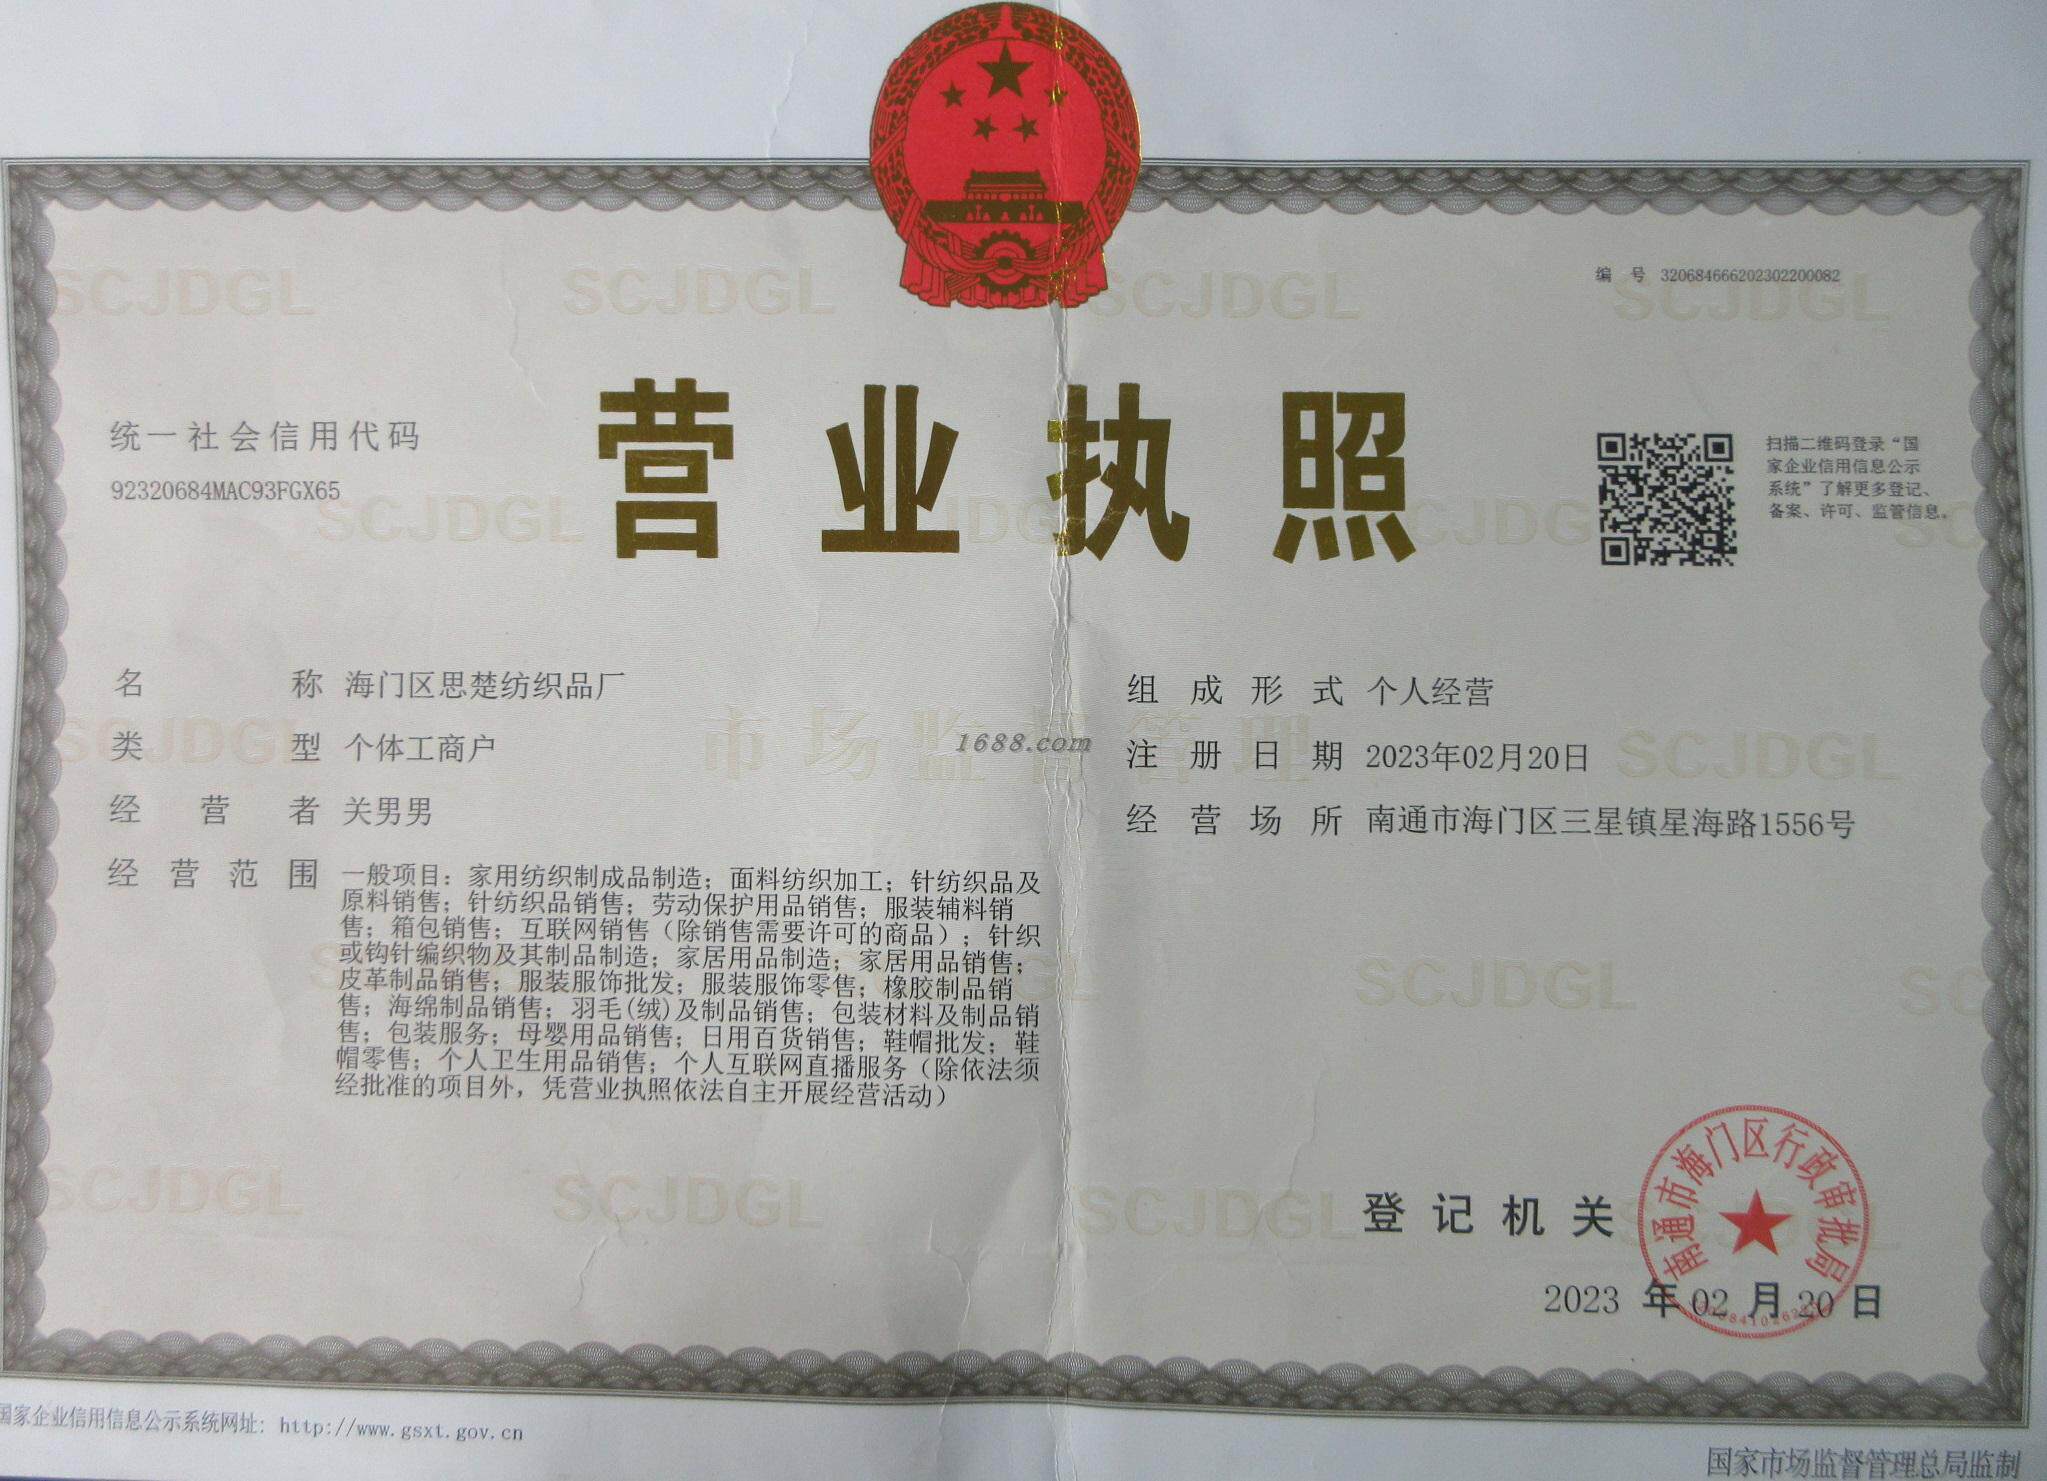 编 号 320684666202302200082
营业执照
统一社会信用代码
92320684MAC93FGX65
扫描二维码登录“国
家企业信用信息公示
系统”了解更多登记、
备案、许可、监管信息。
名 称 海门区思楚纺织品厂
类 型 个体工商户
经 营 者 关男男
经 营 范 围 一般项目：家用纺织制成品制造；面料纺织加工；针纺织品及
原料销售；针纺织品销售；劳动保护用品销售；服装辅料销
售；箱包销售；互联网销售（除销售需要许可的商品）；针织
或钩针编织物及其制品制造；家居用品制造；家居用品销售；
皮革制品销售；服装服饰批发；服装服饰零售；橡胶制品销
售；海绵制品销售；羽毛(绒)及制品销售；包装材料及制品销
售；包装服务；母婴用品销售；日用百货销售；鞋帽批发；鞋
帽零售；个人卫生用品销售；个人互联网直播服务（除依法须
经批准的项目外，凭营业执照依法自主开展经营活动）
组 成 形 式 个人经营
注 册 日 期 2023年02月20日
经 营 场 所 南通市海门区三星镇星海路1556号
市场监督管理
1688.com
SCJDGL
登 记 机 关
南通市海门区行政审批局
2023 年 02 月 20 日
国家企业信用信息公示系统网址: http://www.gsxt.gov.cn
国家市场监督管理总局监制